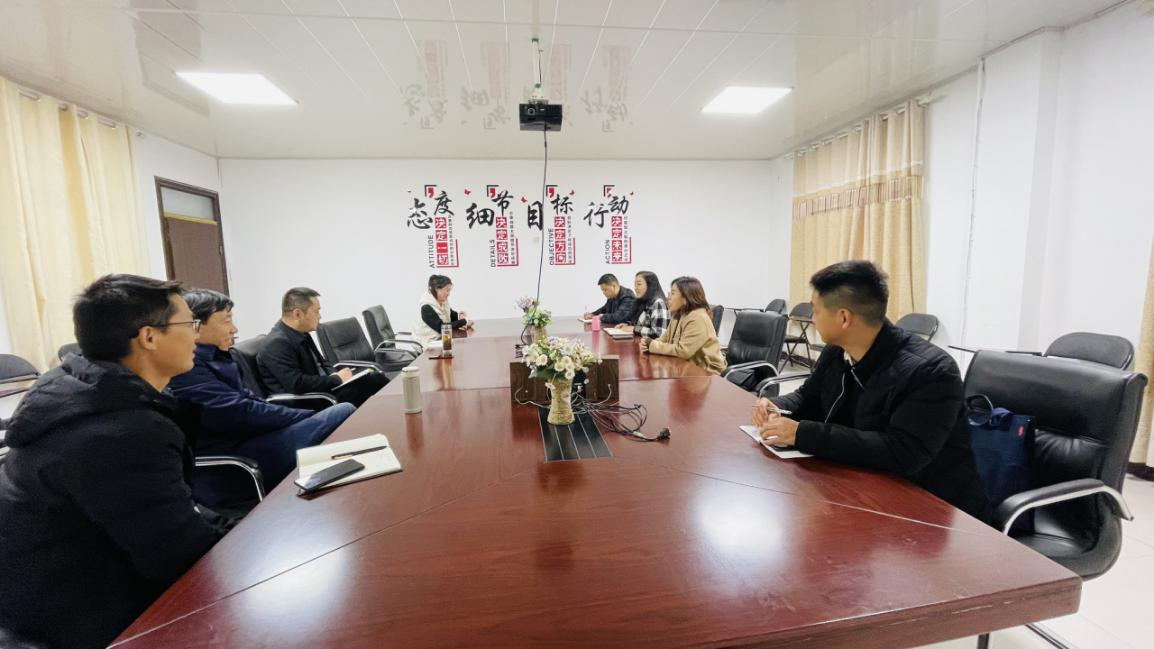 态度
决定一切
ATTITUDE
细节
决定成败
DETAILS
目标
决定方向
OBJECTIVE
行动
决定未来
ACTION